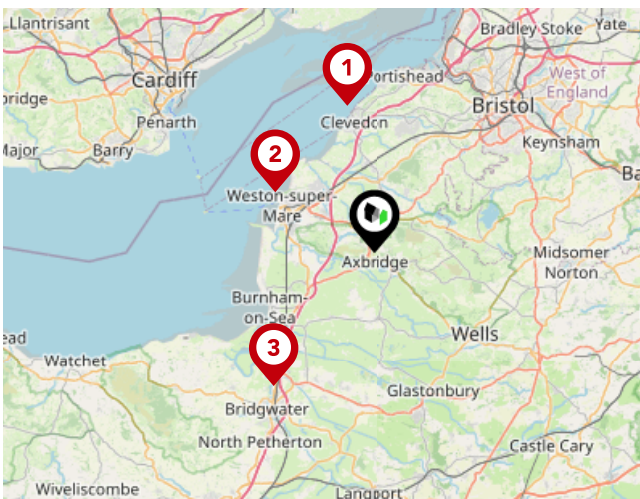 Llantrisant
Bradley Stoke
Yate
1
Cardiff
ortishead
West of
England
bridge
Bristol
Penarth
Clevedon
Keynsham
Major
Barry
2
Ba
Weston-super-
Mare
Axbridge
Midsomer
Norton
Burnham-
on-Sea
Wells
ead
3
Watchet
Glastonbury
Bridgwater
North Petherton
Castle Cary
Wiveliscombe
Langport